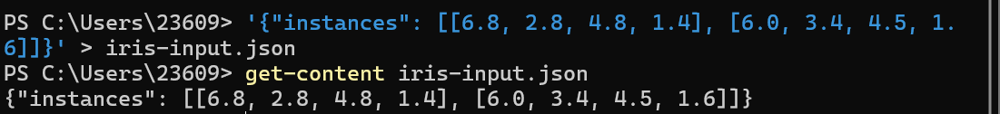 PS C:\Users\23609> '{"instances": [[6.8, 2.8, 4.8, 1.4], [6.0, 3.4, 4.5, 1.
6]]}' > iris-input.json
PS C:\Users\23609> get-content iris-input.json
{"instances": [[6.8, 2.8, 4.8, 1.4], [6.0, 3.4, 4.5, 1.6]]}